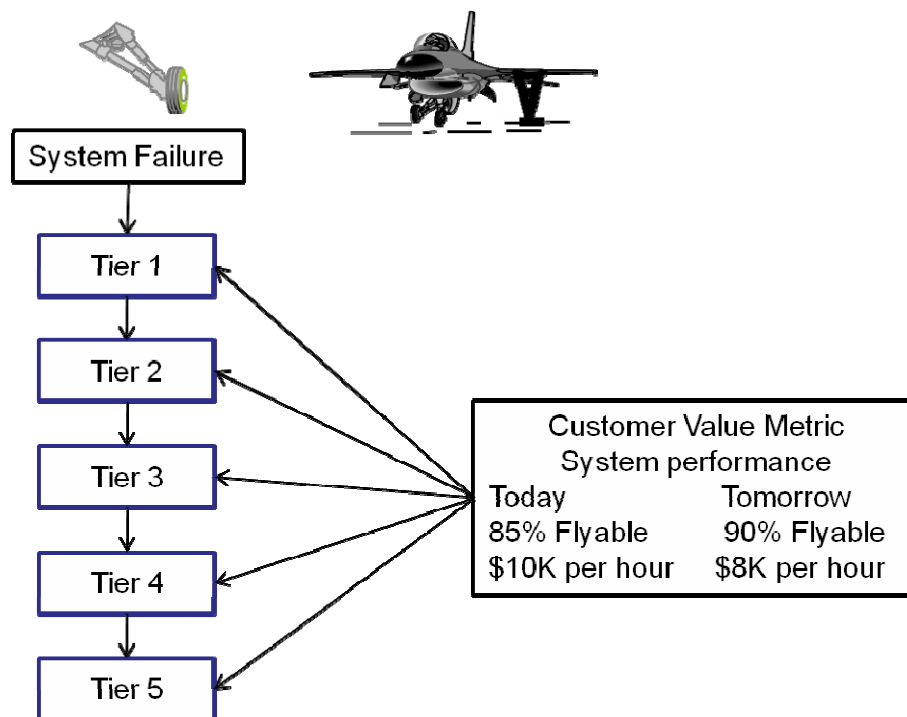 System Failure
Tier 1
Tier 2
Tier 3
Tier 4
Tier 5
Customer Value Metric
System performance
Today Tomorrow
85% Flyable 90% Flyable
$10K per hour $8K per hour